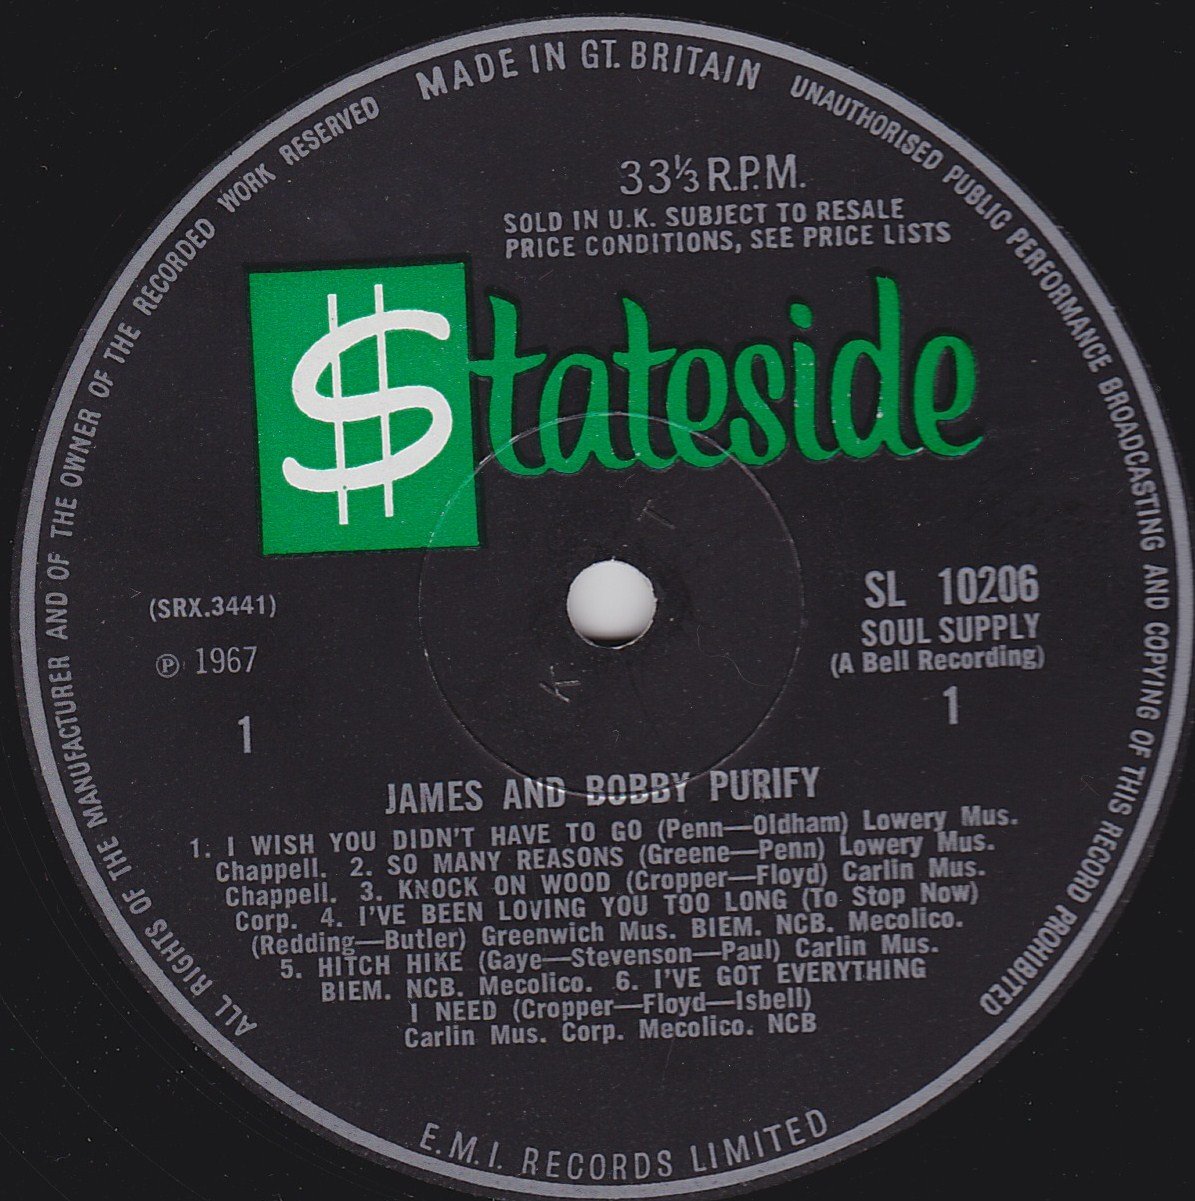 MADE IN GT. BRITAIN
UNAUTHORISED PUBLIC PERFORMANCE BROADCASTING AND COPYING OF THIS RECORD PROHIBITED
ALL RIGHTS OF THE MANUFACTURER AND OF THE OWNER OF THE RECORDED WORK RESERVED
33⅓ R.P.M.
SOLD IN U.K. SUBJECT TO RESALE
PRICE CONDITIONS, SEE PRICE LISTS
$tateside
K T
(SRX.3441)
℗ 1967
1
SL 10206
SOUL SUPPLY
(A Bell Recording)
1
JAMES AND BOBBY PURIFY
1. I WISH YOU DIDN'T HAVE TO GO (Penn—Oldham) Lowery Mus.
Chappell. 2. SO MANY REASONS (Greene—Penn) Lowery Mus.
Chappell. 3. KNOCK ON WOOD (Cropper—Floyd) Carlin Mus.
Corp. 4. I'VE BEEN LOVING YOU TOO LONG (To Stop Now)
(Redding—Butler) Greenwich Mus. BIEM. NCB. Mecolico.
5. HITCH HIKE (Gaye—Stevenson—Paul) Carlin Mus.
BIEM. NCB. Mecolico. 6. I'VE GOT EVERYTHING
I NEED (Cropper—Floyd—Isbell)
Carlin Mus. Corp. Mecolico. NCB
E.M.I. RECORDS LIMITED